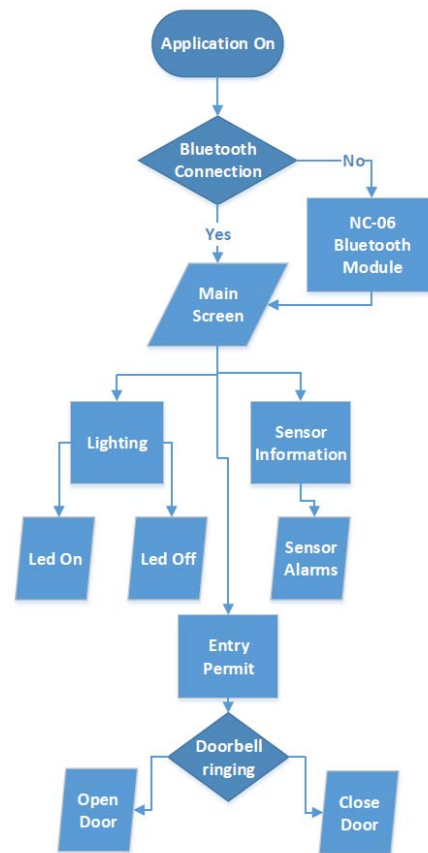 Application On
Bluetooth
Connection
No
Yes
NC-06
Bluetooth
Module
Main
Screen
Lighting
Sensor
Information
Led On
Led Off
Sensor
Alarms
Entry
Permit
Doorbell
ringing
Open
Door
Close
Door